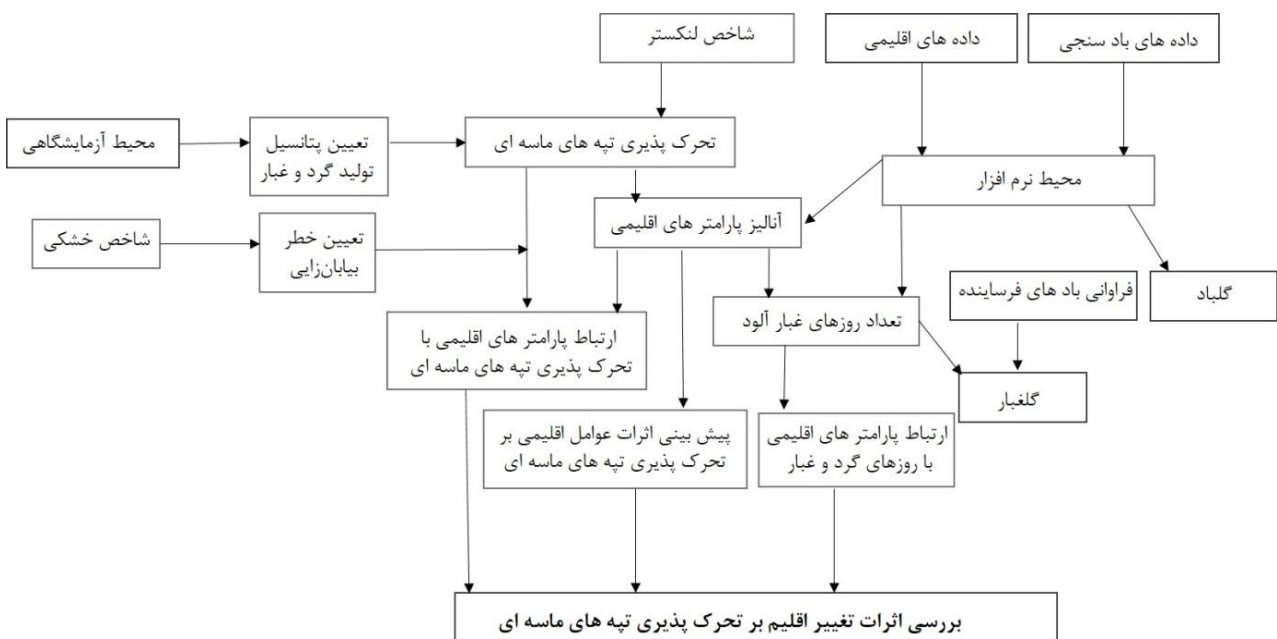 داده های باد سنجی
داده های اقلیمی
شاخص لنکستر
محیط آزمایشگاهی
تعیین پتانسیل
تولید گرد و غبار
تحرک پذیری تپه های ماسه ای
محیط نرم افزار
آنالیز پارامتر های اقلیمی
شاخص خشکی
تعیین خطر
بیابان‌زایی
فراوانی باد های فرساینده
گلباد
تعداد روزهای غبار آلود
ارتباط پارامتر های اقلیمی با
تحرک پذیری تپه های ماسه ای
گلغبار
پیش بینی اثرات عوامل اقلیمی بر
تحرک پذیری تپه های ماسه ای
ارتباط پارامتر های اقلیمی
با روزهای گرد و غبار
بررسی اثرات تغییر اقلیم بر تحرک پذیری تپه های ماسه ای